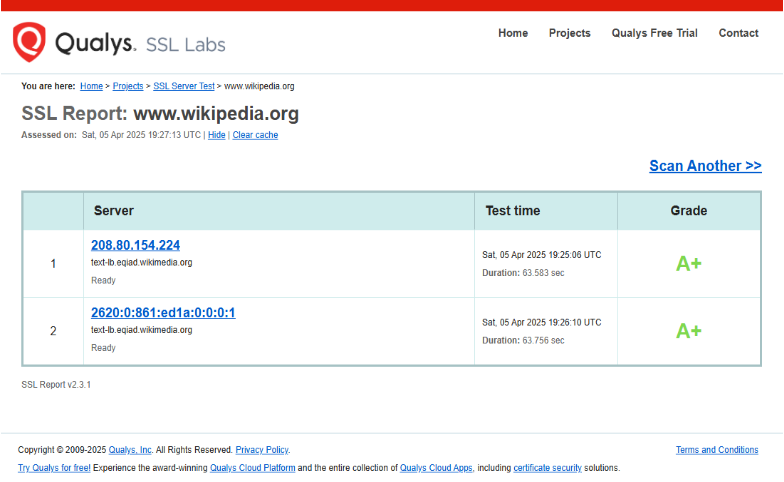 Qualys. SSL Labs
Home Projects Qualys Free Trial Contact
You are here: Home > Projects > SSL Server Test > www.wikipedia.org
SSL Report: www.wikipedia.org
Assessed on: Sat, 05 Apr 2025 19:27:13 UTC | Hide | Clear cache
Scan Another >>
Server Test time Grade
1
208.80.154.224
text-lb.eqiad.wikimedia.org
Ready
Sat, 05 Apr 2025 19:25:06 UTC
Duration: 63.583 sec
A+
2
2620:0:861:ed1a:0:0:0:1
text-lb.eqiad.wikimedia.org
Ready
Sat, 05 Apr 2025 19:26:10 UTC
Duration: 63.756 sec
A+
SSL Report v2.3.1
Copyright © 2009-2025 Qualys, Inc. All Rights Reserved. Privacy Policy. Terms and Conditions
Try Qualys for free! Experience the award-winning Qualys Cloud Platform and the entire collection of Qualys Cloud Apps, including certificate security solutions.